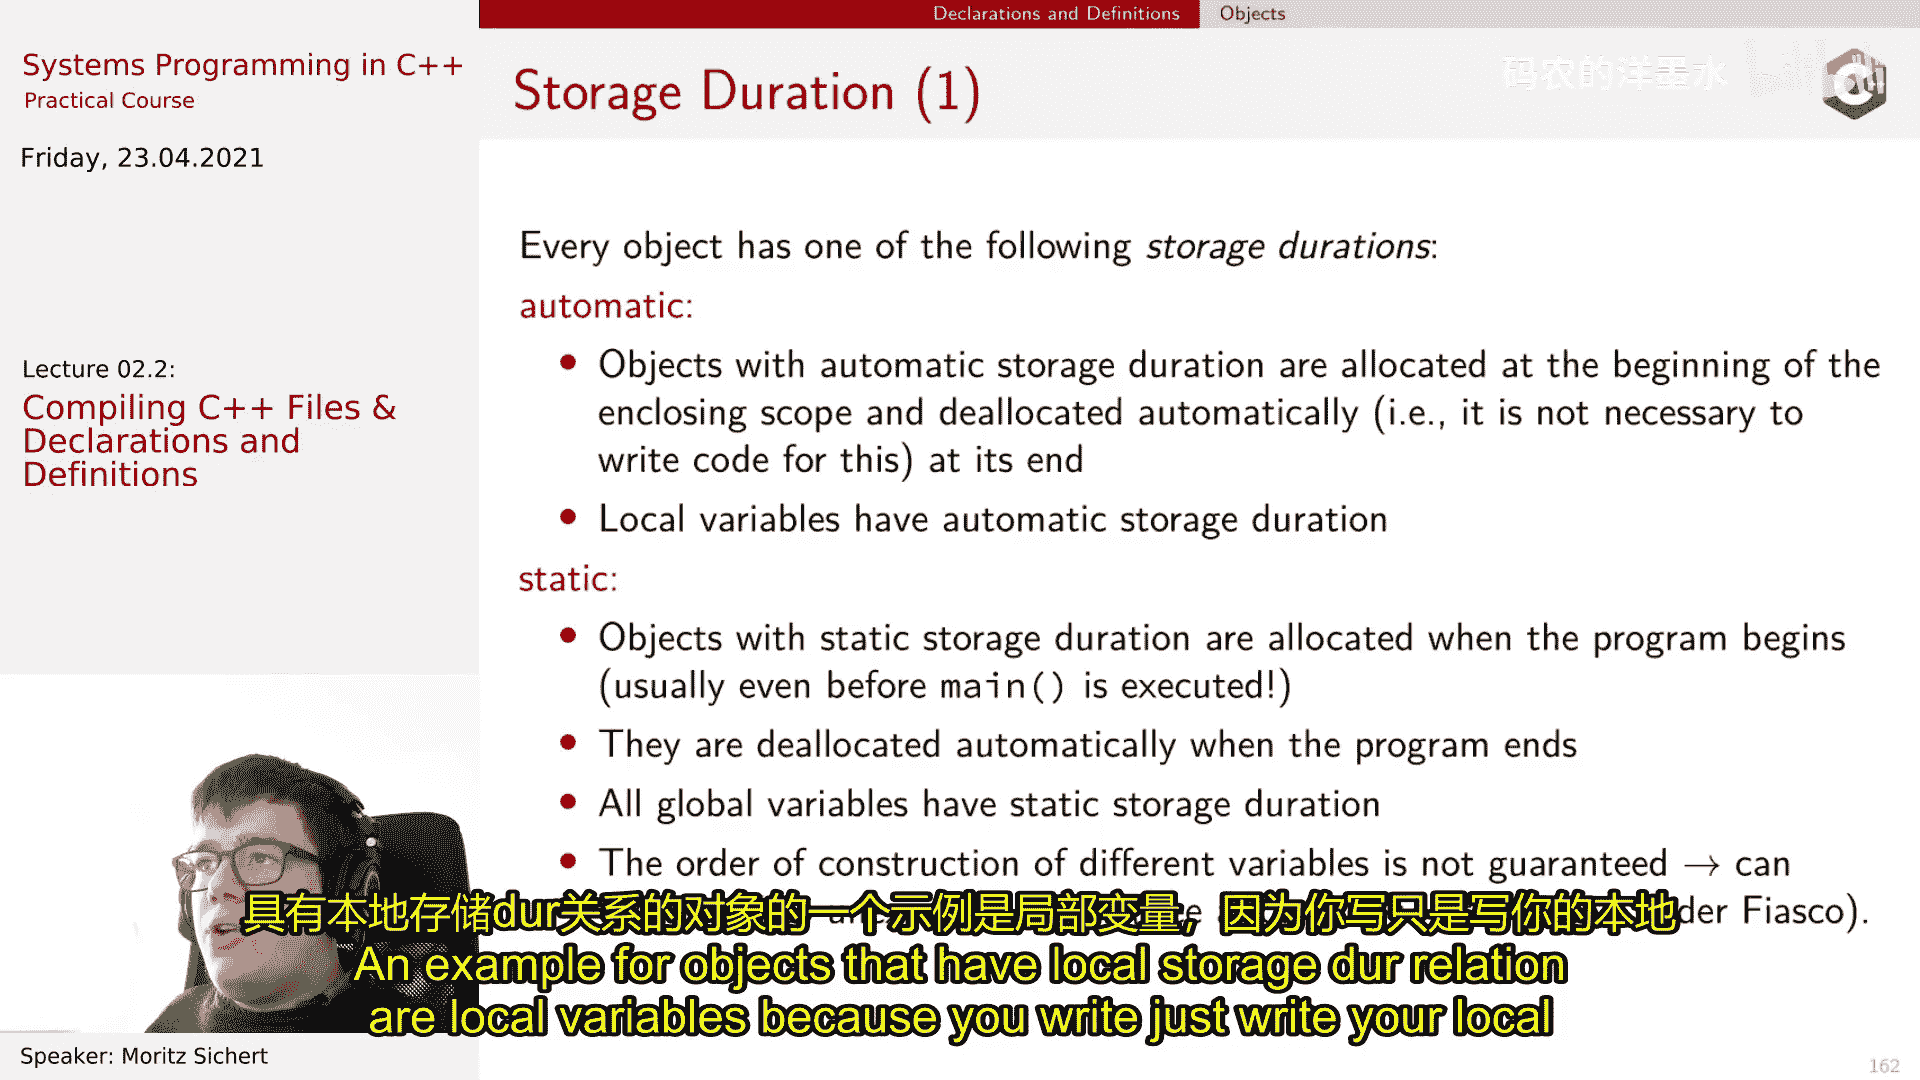 Declarations and Definitions
Objects
Systems Programming in C++
Practical Course
Friday, 23.04.2021
Lecture 02.2:
Compiling C++ Files &
Declarations and
Definitions
Speaker: Moritz Sichert
Storage Duration (1)
码农的洋墨水
Every object has one of the following storage durations:
automatic:
• Objects with automatic storage duration are allocated at the beginning of the
enclosing scope and deallocated automatically (i.e., it is not necessary to
write code for this) at its end
• Local variables have automatic storage duration
static:
• Objects with static storage duration are allocated when the program begins
(usually even before main() is executed!)
• They are deallocated automatically when the program ends
• All global variables have static storage duration
• The order of construction of different variables is not guaranteed → can
der Fiasco).
具有本地存储dur关系的对象的一个示例是局部变量，因为你写只是写你的本地
An example for objects that have local storage dur relation
are local variables because you write just write your local
162